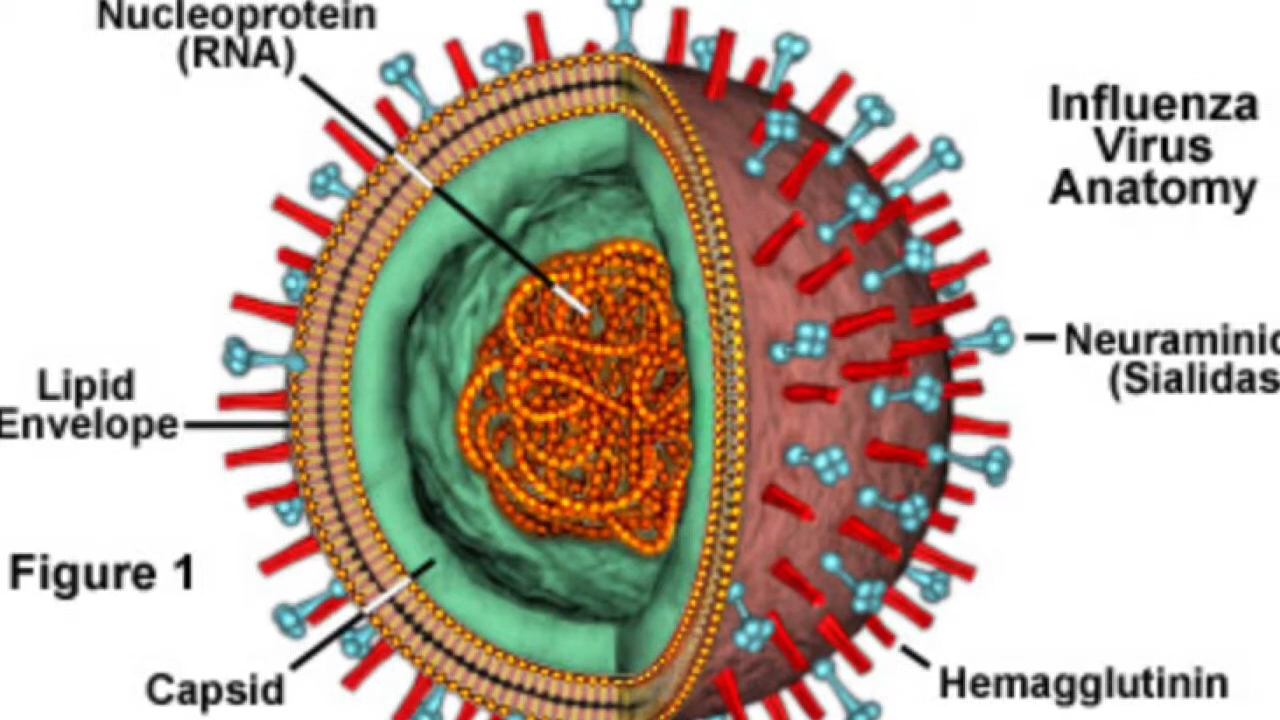 Nucleoprotein
(RNA)
Influenza
Virus
Anatomy
Neuraminid
(Sialidas
Lipid
Envelope
Figure 1
Capsid
Hemagglutinin